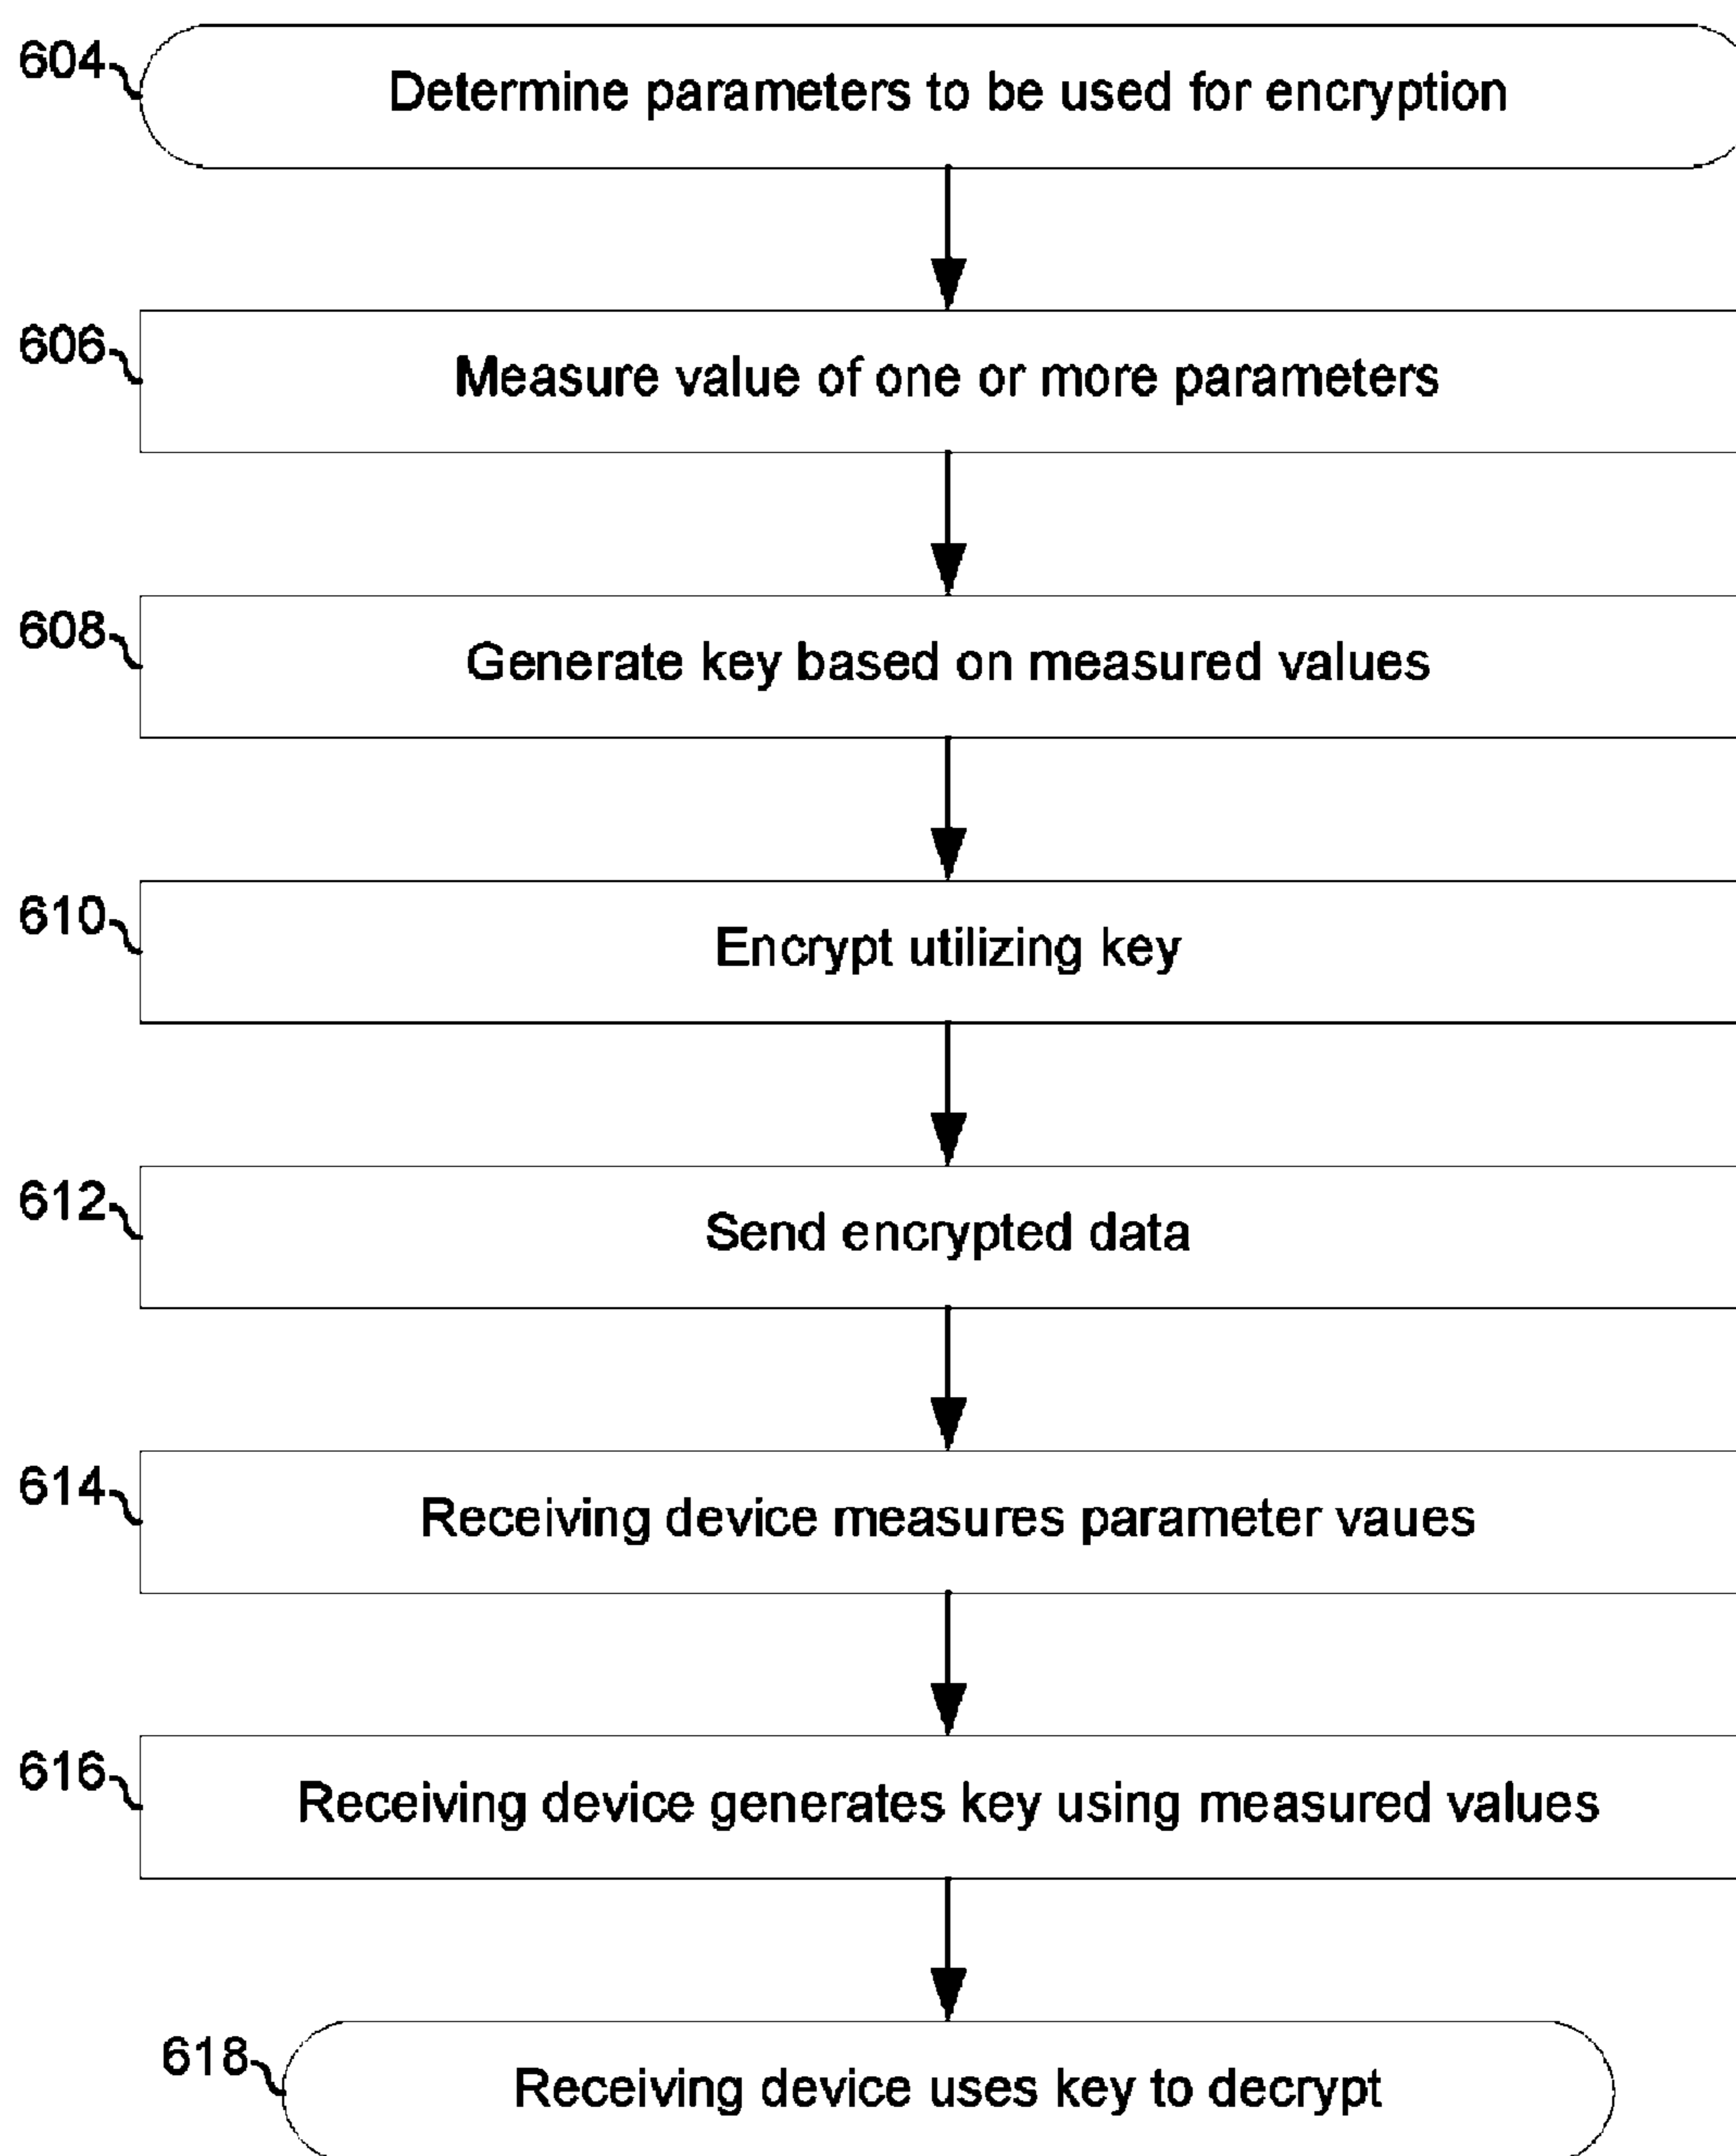 604
Determine parameters to be used for encryption
606
Measure value of one or more parameters
608
Generate key based on measured values
610
Encrypt utilizing key
612
Send encrypted data
614
Receiving device measures parameter vaues
616
Receiving device generates key using measured values
618
Receiving device uses key to decrypt